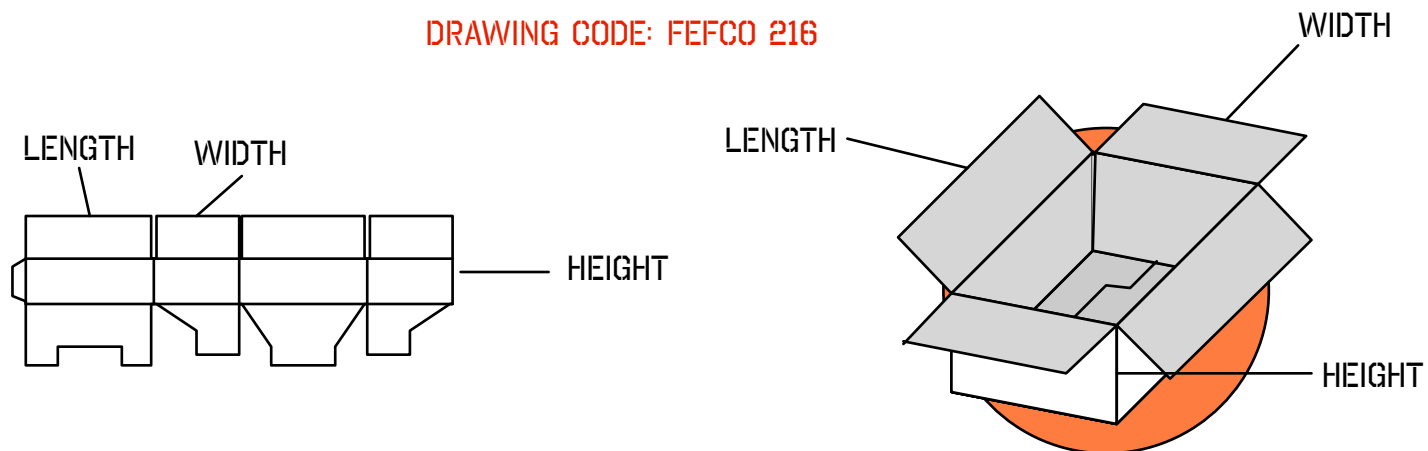 DRAWING CODE: FEFCO 216
WIDTH
LENGTH
LENGTH
WIDTH
HEIGHT
HEIGHT